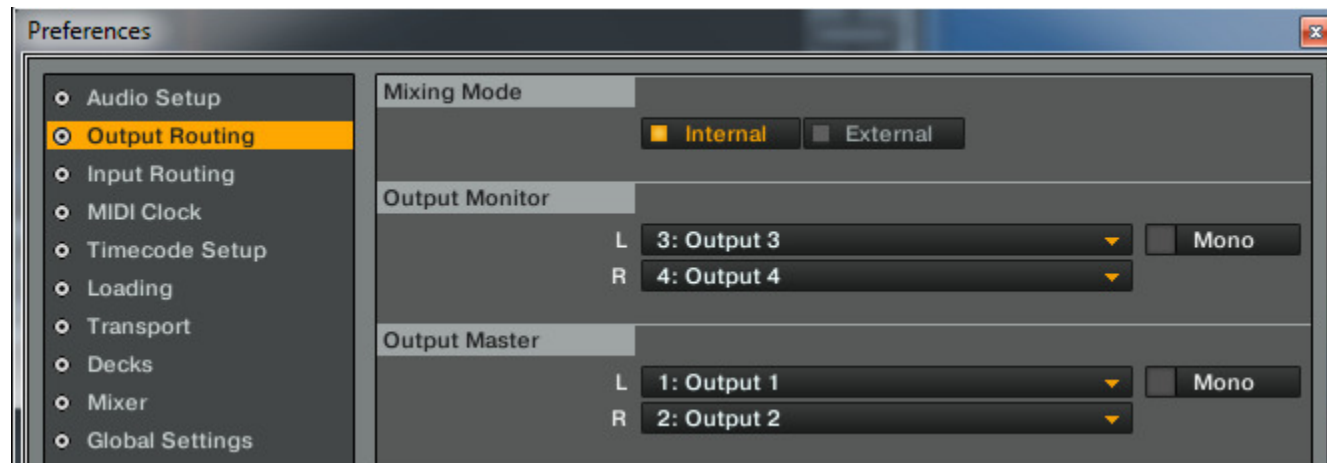 Preferences
Audio Setup
Output Routing
Input Routing
MIDI Clock
Timecode Setup
Loading
Transport
Decks
Mixer
Global Settings
Mixing Mode
Internal External
Output Monitor
L 3: Output 3 Mono
R 4: Output 4
Output Master
L 1: Output 1 Mono
R 2: Output 2